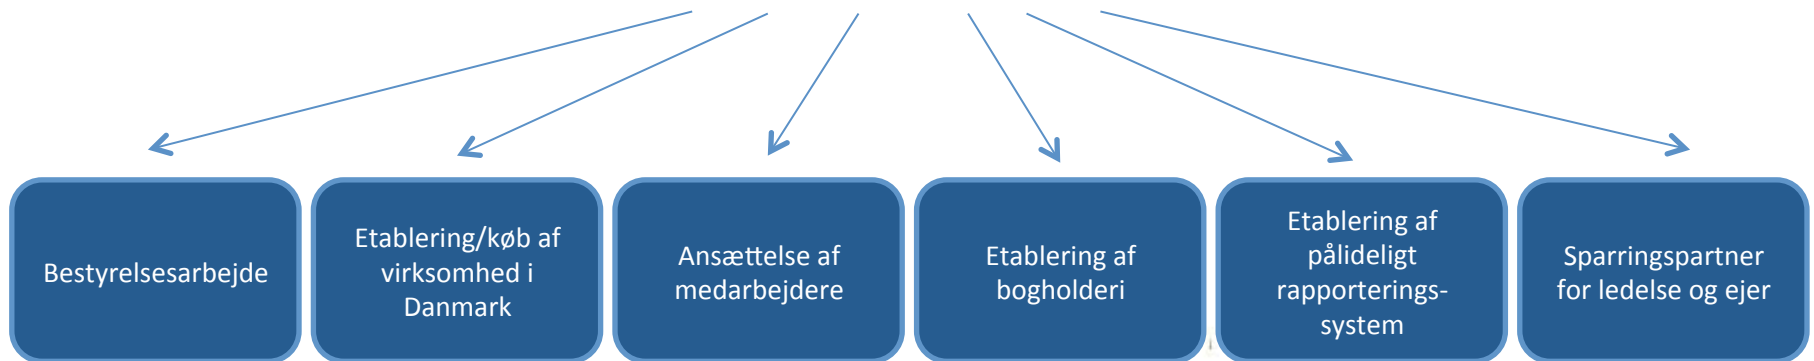 Bestyrelsesarbejde
Etablering/køb af
virksomhed i
Danmark
Ansættelse af
medarbejdere
Etablering af
bogholderi
Etablering af
pålideligt
rapporterings-
system
Sparringspartner
for ledelse og ejer